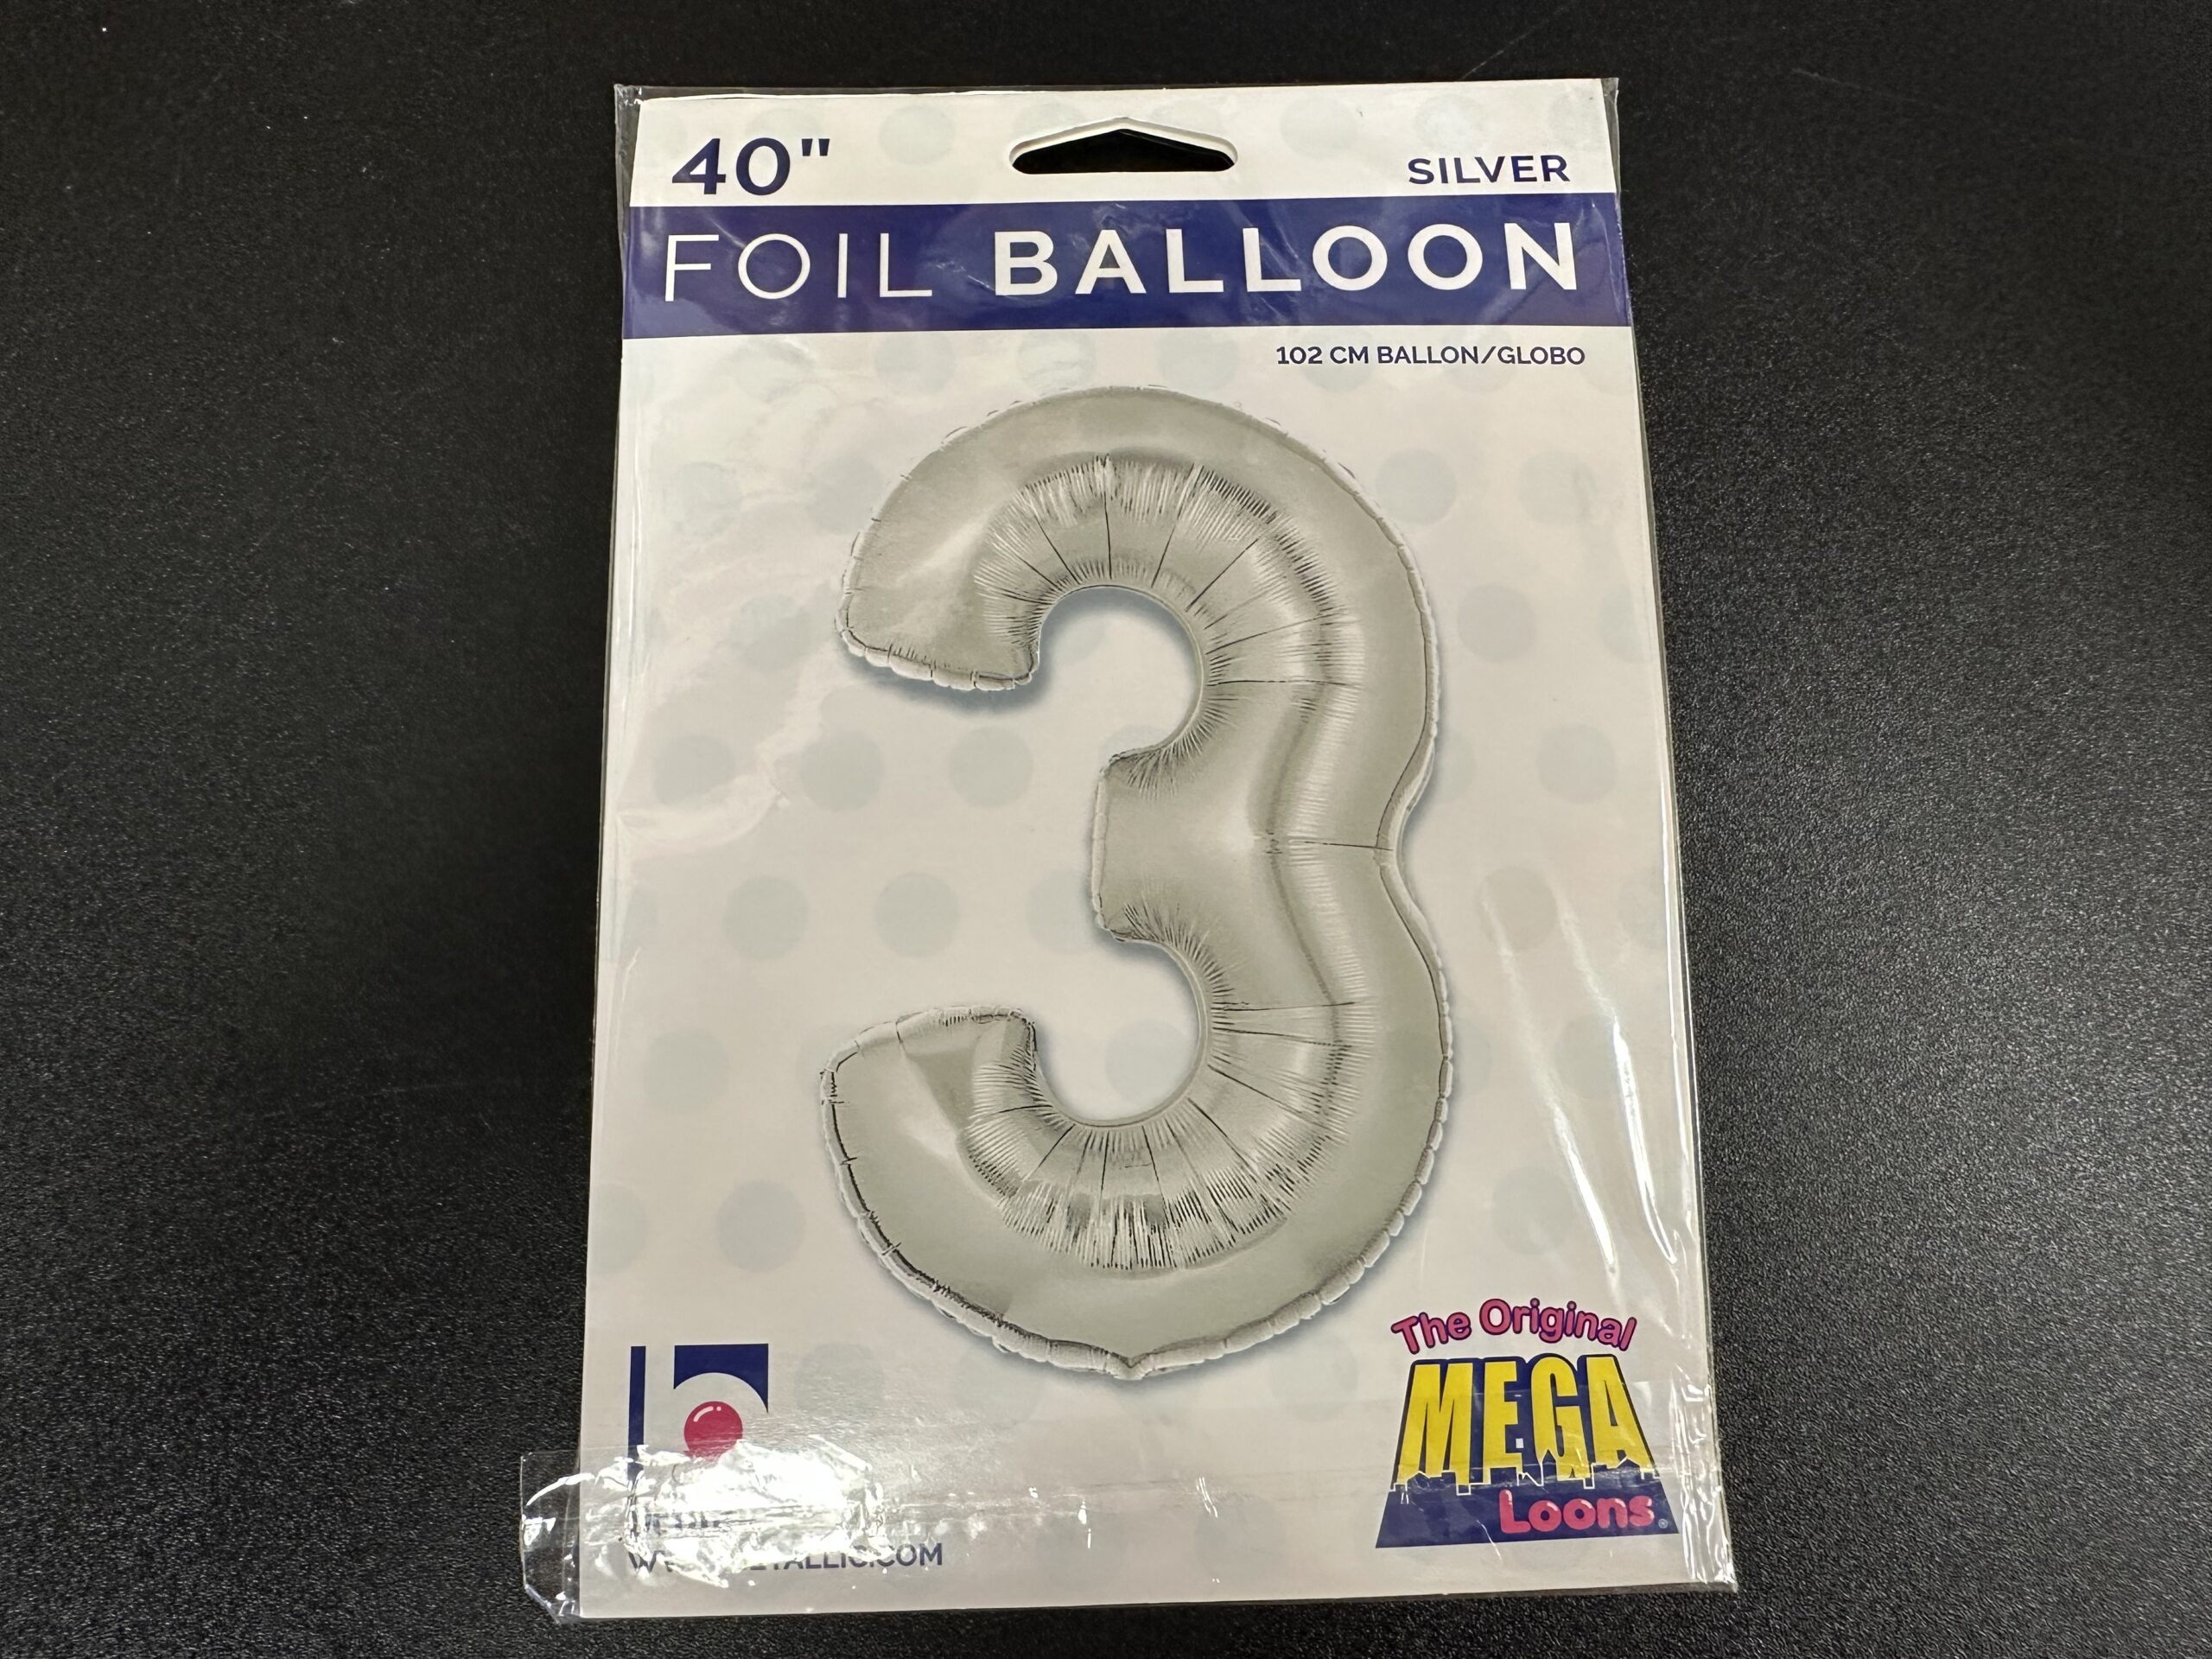 40"
SILVER
FOIL BALLOON
102 CM BALLON/GLOBO
3
The Original
MEGA
Loons®